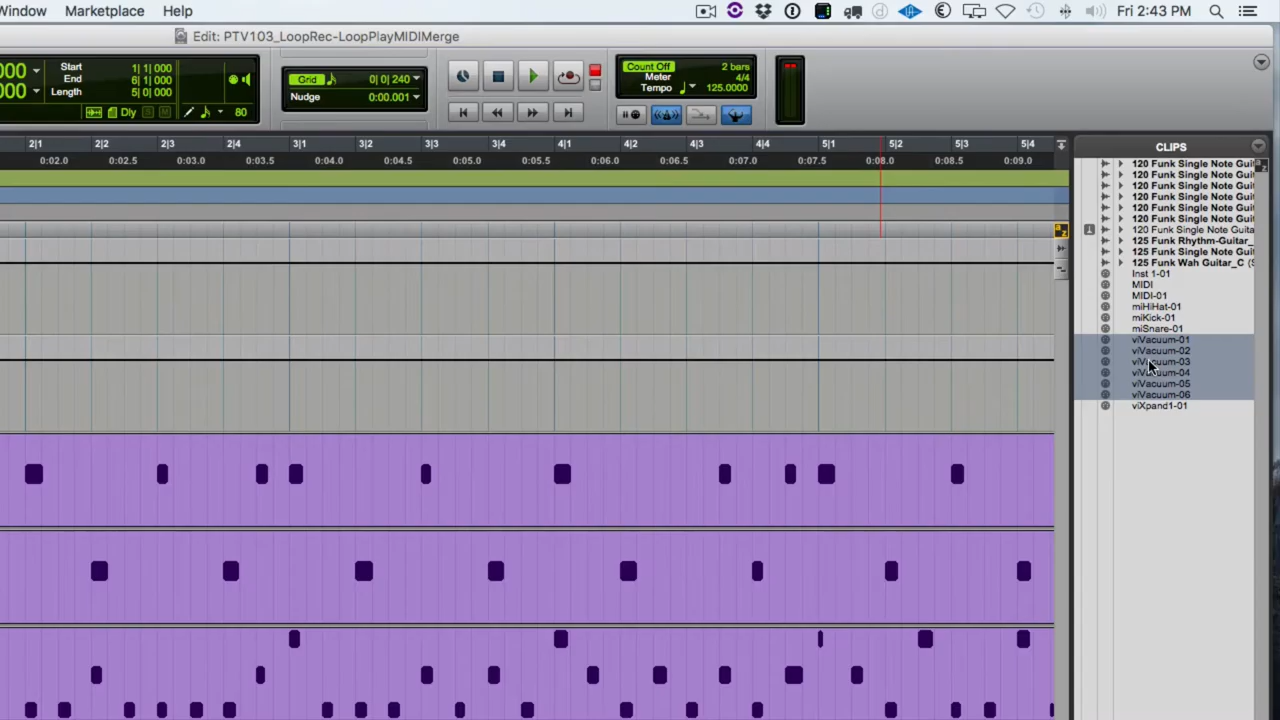 Window Marketplace Help Fri 2:43 PM
Edit: PTV103_LoopRec-LoopPlayMIDIMerge
000
000
Start 1| 1| 000
End 6| 1| 000
Length 5| 0| 000
Dly S M 80
Grid 0| 0| 240
Nudge 0:00.001
Count Off 2 bars
Meter 4/4
Tempo 125.0000
2|1 2|2 2|3 2|4 3|1 3|2 3|3 3|4 4|1 4|2 4|3 4|4 5|1 5|2 5|3 5|4
0:02.0 0:02.5 0:03.0 0:03.5 0:04.0 0:04.5 0:05.0 0:05.5 0:06.0 0:06.5 0:07.0 0:07.5 0:08.0 0:08.5 0:09.0
a z
CLIPS
120 Funk Single Note Gui
120 Funk Single Note Gui
120 Funk Single Note Gui
120 Funk Single Note Gui
120 Funk Single Note Gui
120 Funk Single Note Gui
120 Funk Single Note Guita
125 Funk Rhythm-Guitar_
125 Funk Single Note Gui
125 Funk Wah Guitar_C (S
Inst 1-01
MIDI
MIDI-01
miHiHat-01
miKick-01
miSnare-01
viVacuum-01
viVacuum-02
viVacuum-03
viVacuum-04
viVacuum-05
viVacuum-06
viXpand1-01